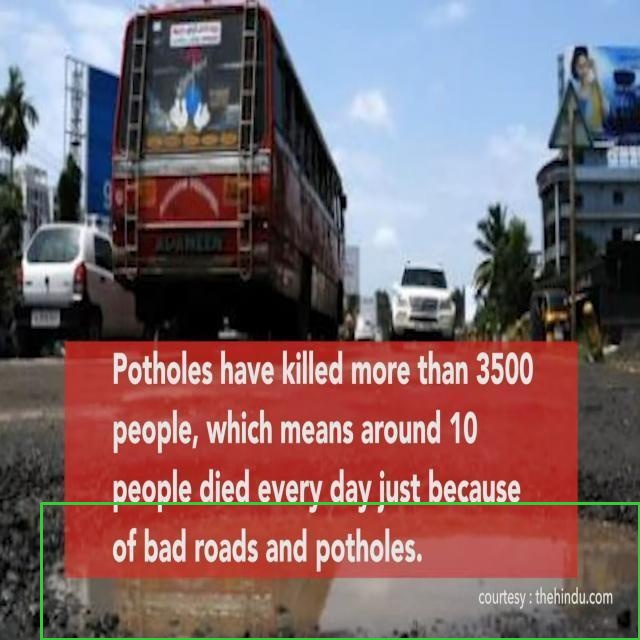 Potholes have killed more than 3500
people, which means around 10
people died every day just because
of bad roads and potholes.
courtesy : thehindu.com